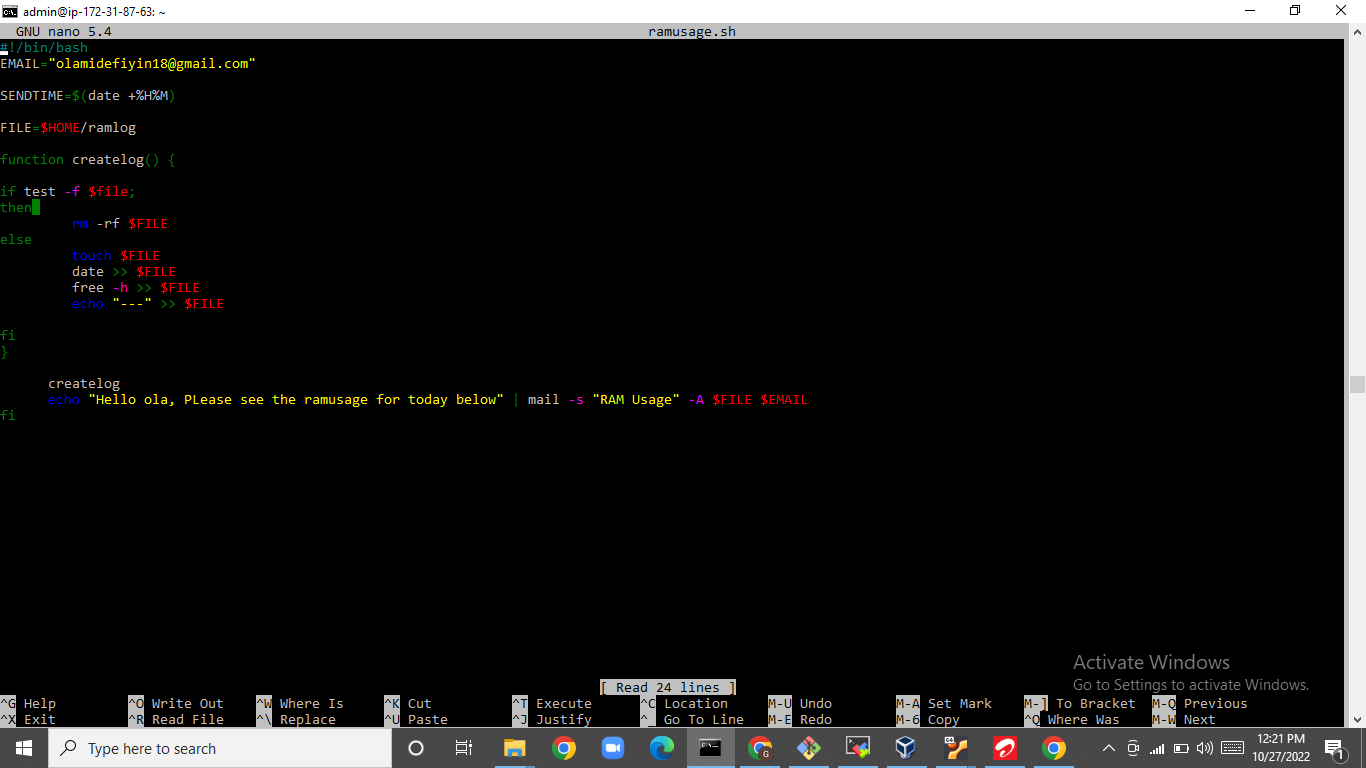 admin@ip-172-31-87-63: ~
GNU nano 5.4 ramusage.sh
#!/bin/bash
EMAIL="olamidefiyin18@gmail.com"
SENDTIME=$(date +%H%M)
FILE=$HOME/ramlog
function createlog() {
if test -f $file;
then
rm -rf $FILE
else
touch $FILE
date >> $FILE
free -h >> $FILE
echo "---" >> $FILE
fi
}
createlog
echo "Hello ola, PLease see the ramusage for today below" | mail -s "RAM Usage" -A $FILE $EMAIL
fi
Activate Windows
Go to Settings to activate Windows.
[ Read 24 lines ]
^G Help ^O Write Out ^W Where Is ^K Cut ^T Execute ^C Location M-U Undo M-A Set Mark M-] To Bracket M-Q Previous
^X Exit ^R Read File ^\ Replace ^U Paste ^J Justify ^_ Go To Line M-E Redo M-6 Copy ^Q Where Was M-W Next
Type here to search
12:21 PM
10/27/2022
1